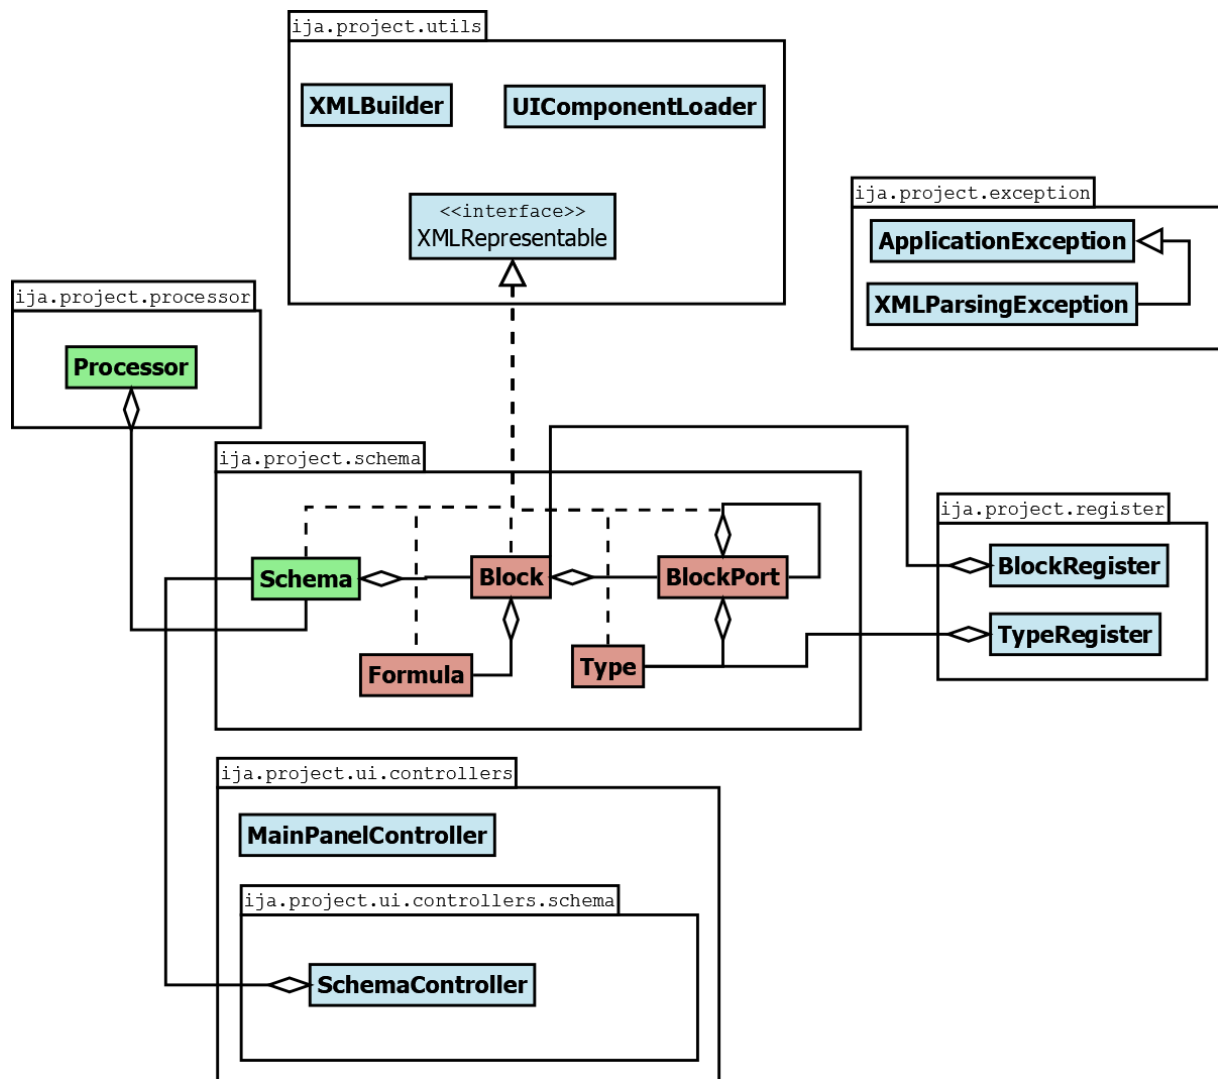 ija.project.utils
XMLBuilder
UIComponentLoader
<<interface>>
XMLRepresentable
ija.project.exception
ApplicationException
XMLParsingException
ija.project.processor
Processor
ija.project.schema
Schema
Block
BlockPort
Formula
Type
ija.project.register
BlockRegister
TypeRegister
ija.project.ui.controllers
MainPanelController
ija.project.ui.controllers.schema
SchemaController